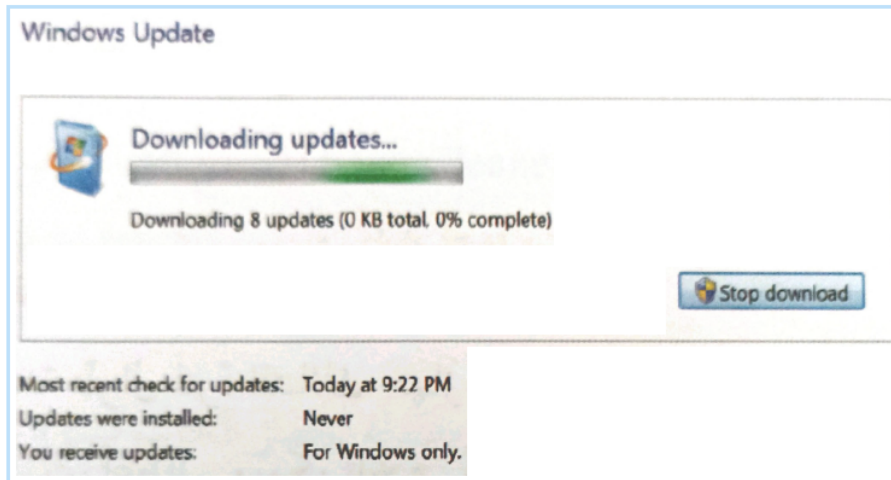 Windows Update
Downloading updates...
Downloading 8 updates (0 KB total, 0% complete)
Stop download
Most recent check for updates: Today at 9:22 PM
Updates were installed: Never
You receive updates: For Windows only.